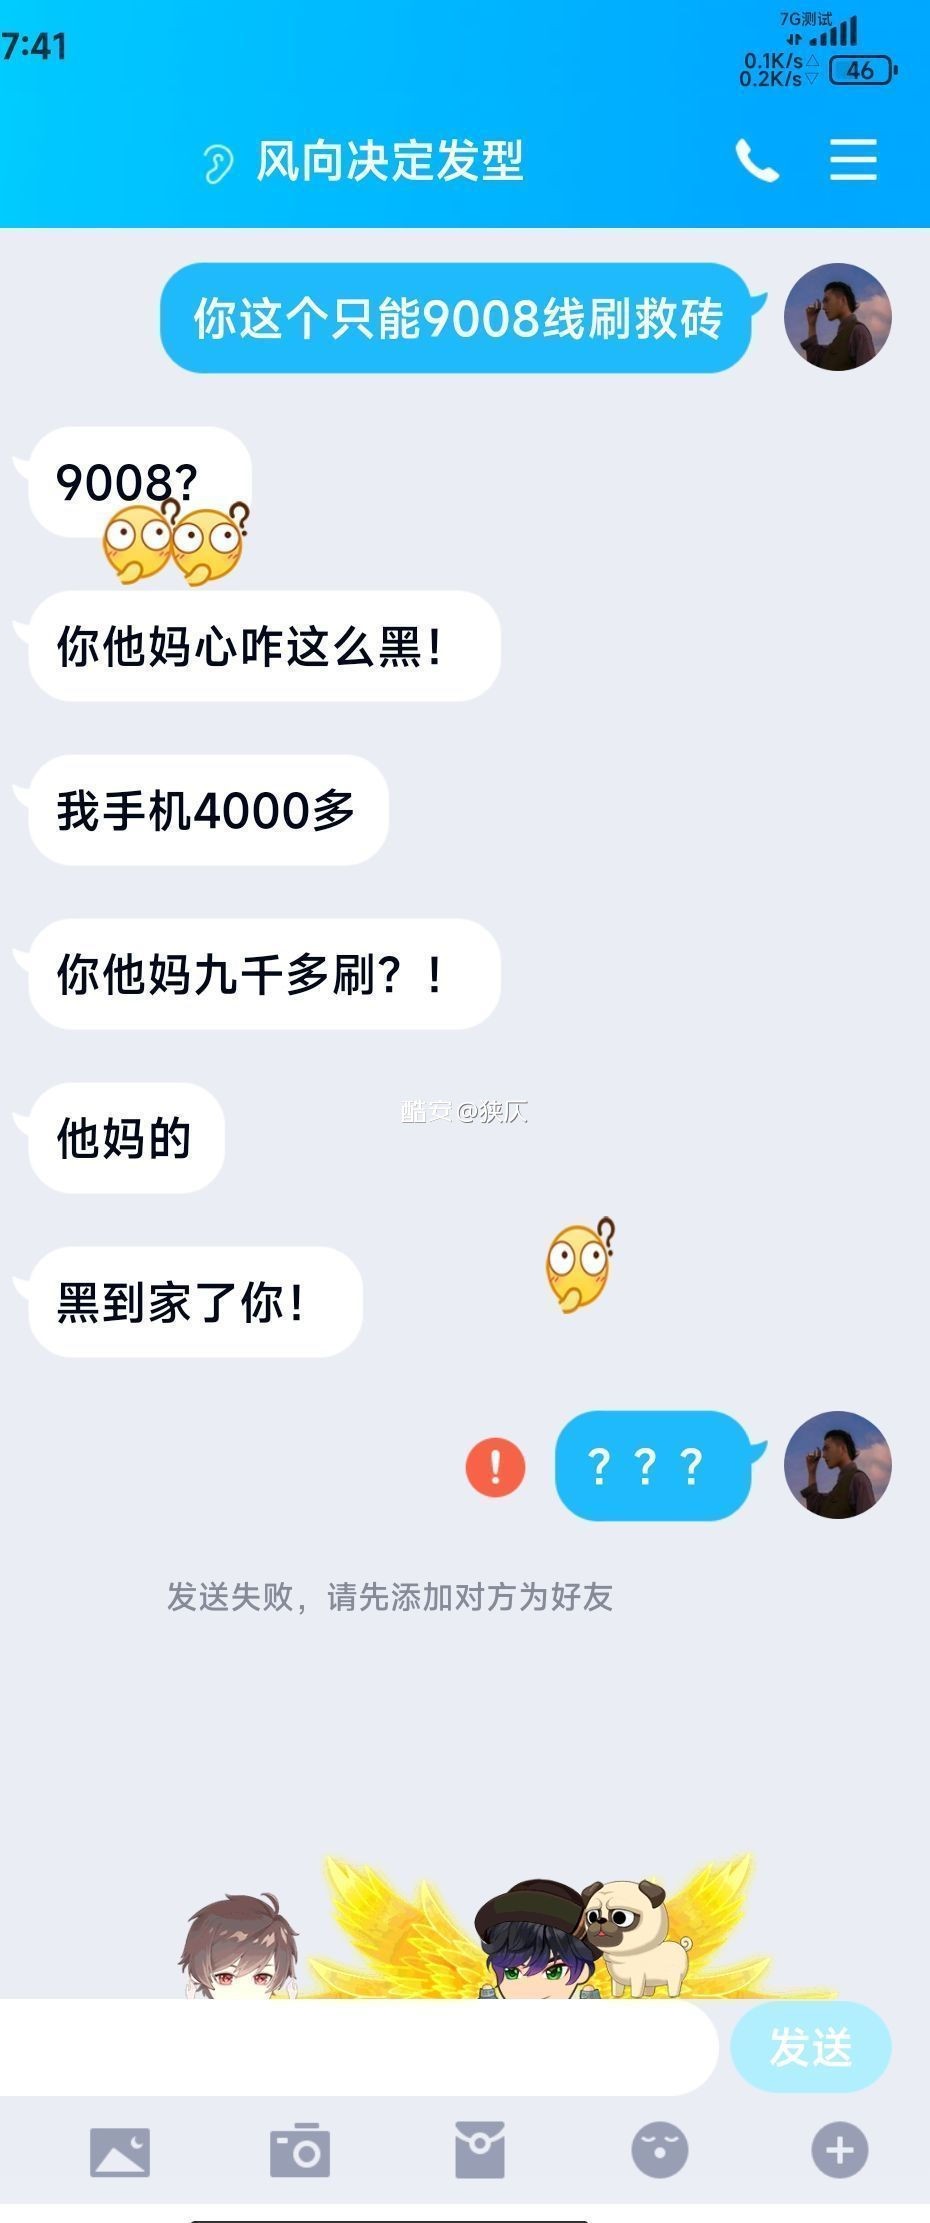 7G测试
7:41
0.1K/s
0.2K/s
46
风向决定发型
你这个只能9008线刷救砖
9008?
你他妈心咋这么黑！
我手机4000多
你他妈九千多刷？！
他妈的
酷安@狭仄
黑到家了你！
？？？
发送失败，请先添加对方为好友
发送